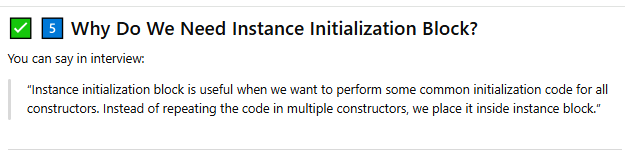 ✅ 5️⃣ Why Do We Need Instance Initialization Block?
You can say in interview:
“Instance initialization block is useful when we want to perform some common initialization code for all
constructors. Instead of repeating the code in multiple constructors, we place it inside instance block.”